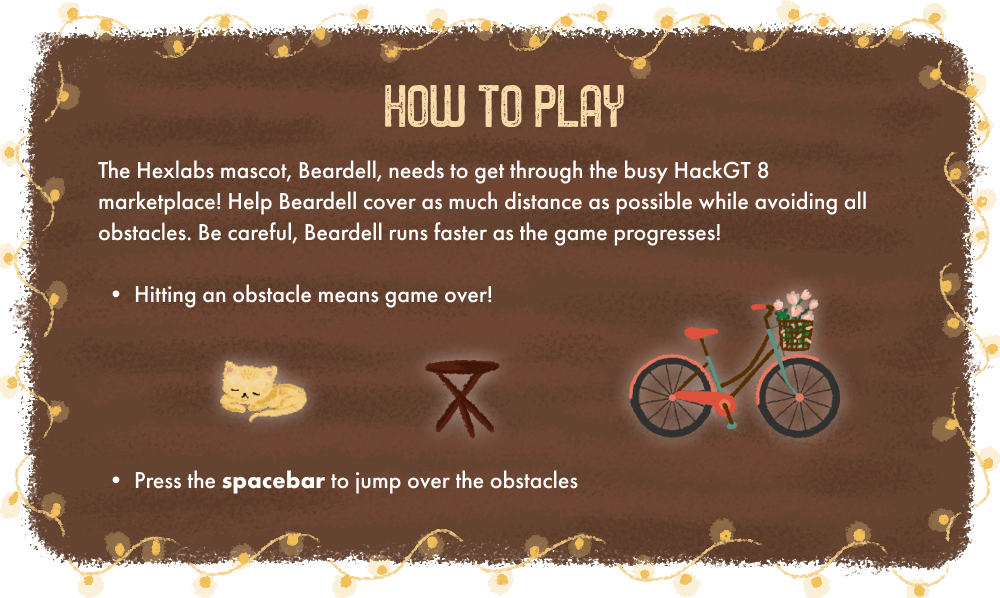 HOW TO PLAY
The Hexlabs mascot, Beardell, needs to get through the busy HackGT 8
marketplace! Help Beardell cover as much distance as possible while avoiding all
obstacles. Be careful, Beardell runs faster as the game progresses!
• Hitting an obstacle means game over!
• Press the spacebar to jump over the obstacles